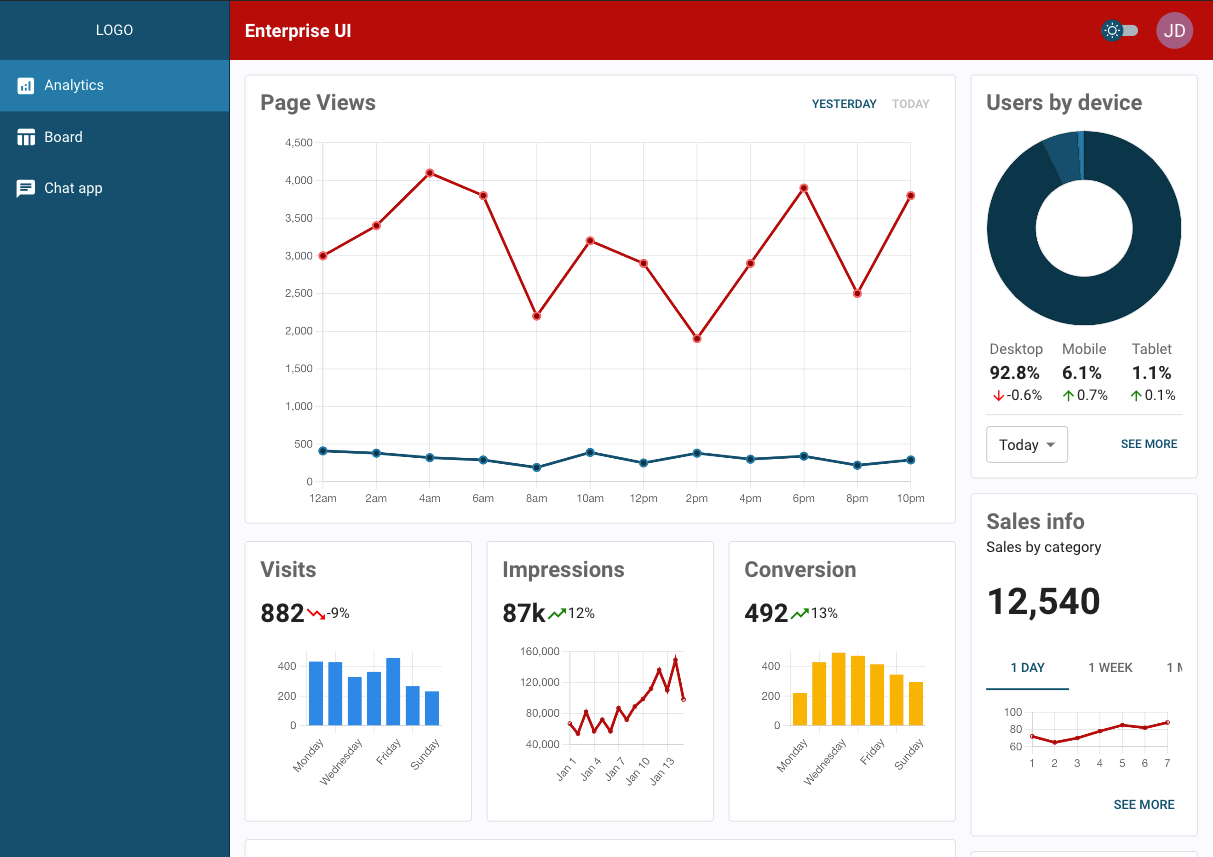 LOGO
Analytics
Board
Chat app
Enterprise UI
JD
Page Views
YESTERDAY TODAY
4,500
4,000
3,500
3,000
2,500
2,000
1,500
1,000
500
0
12am 2am 4am 6am 8am 10am 12pm 2pm 4pm 6pm 8pm 10pm
Visits
882 -9%
400
200
0
Monday Wednesday Friday Sunday
Impressions
87k 12%
160,000
120,000
80,000
40,000
Jan 1 Jan 4 Jan 7 Jan 10 Jan 13
Conversion
492 13%
400
200
0
Monday Wednesday Friday Sunday
Users by device
Desktop Mobile Tablet
92.8% 6.1% 1.1%
-0.6% 0.7% 0.1%
Today SEE MORE
Sales info
Sales by category
12,540
1 DAY 1 WEEK 1
100
80
60
1 2 3 4 5 6 7
SEE MORE